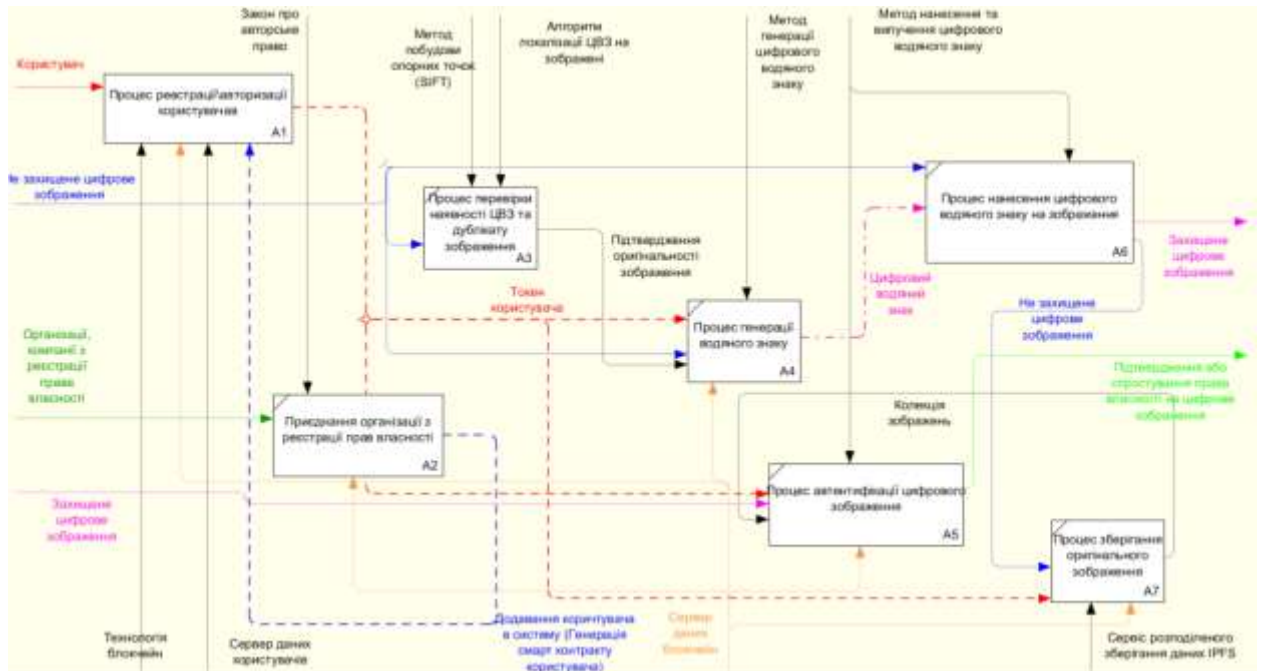 Закон про
авторське
право
Метод
побудови
опорних точок
(SIFT)
Алгоритм
локалізації ЦВЗ на
зображені
Метод
генерації
цифрового
водяного
знаку
Метод нанесення та
вилучення цифрового
водяного знаку
Користувач
Процес реєстрації\авторизації
користувачів
A1
Не захищене цифрове
зображення
Процес перевірки
наявності ЦВЗ та
дублікату
зображення
A3
Підтвердження
оригінальності
зображення
Процес нанесення цифрового
водяного знаку на зображення
A6
Захищене
цифрове
зображення
Цифровий
водяний
знак
Токен
користувача
Не захищене
цифрове
зображення
Процес генерації
водяного знаку
A4
Організації,
компанії з
реєстрації
права
власності
Підтвердження або
спростування права
власності на цифрове
зображення
Приєднання організації з
реєстрації прав власності
A2
Колекція
зображень
Процес автентифікації цифрового
зображення
A5
Захищене
цифрове
зображення
Процес зберігання
оригінального
зображення
A7
Технологія
блокчейн
Сервер даних
користувачів
Додавання коричтувача
в систему (Генерація
смарт контракту
користувача)
Сервер
даних
блокчейн
Сервіс розподіленого
зберігання даних IPFS